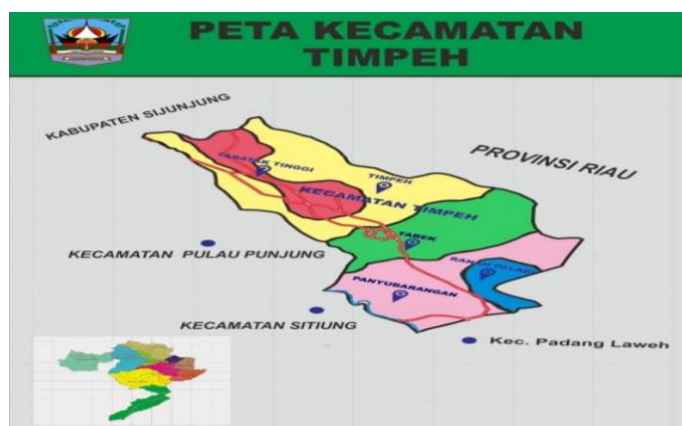 PETA KECAMATAN
TIMPEH
KABUPATEN SIJUNJUNG
PROVINSI RIAU
TARATAK TINGGI
TIMPEH
KECAMATAN TIMPEH
TABEK
KECAMATAN PULAU PUNJUNG
RANAH PALABI
PANYUBARANGAN
KECAMATAN SITIUNG
Kec. Padang Laweh